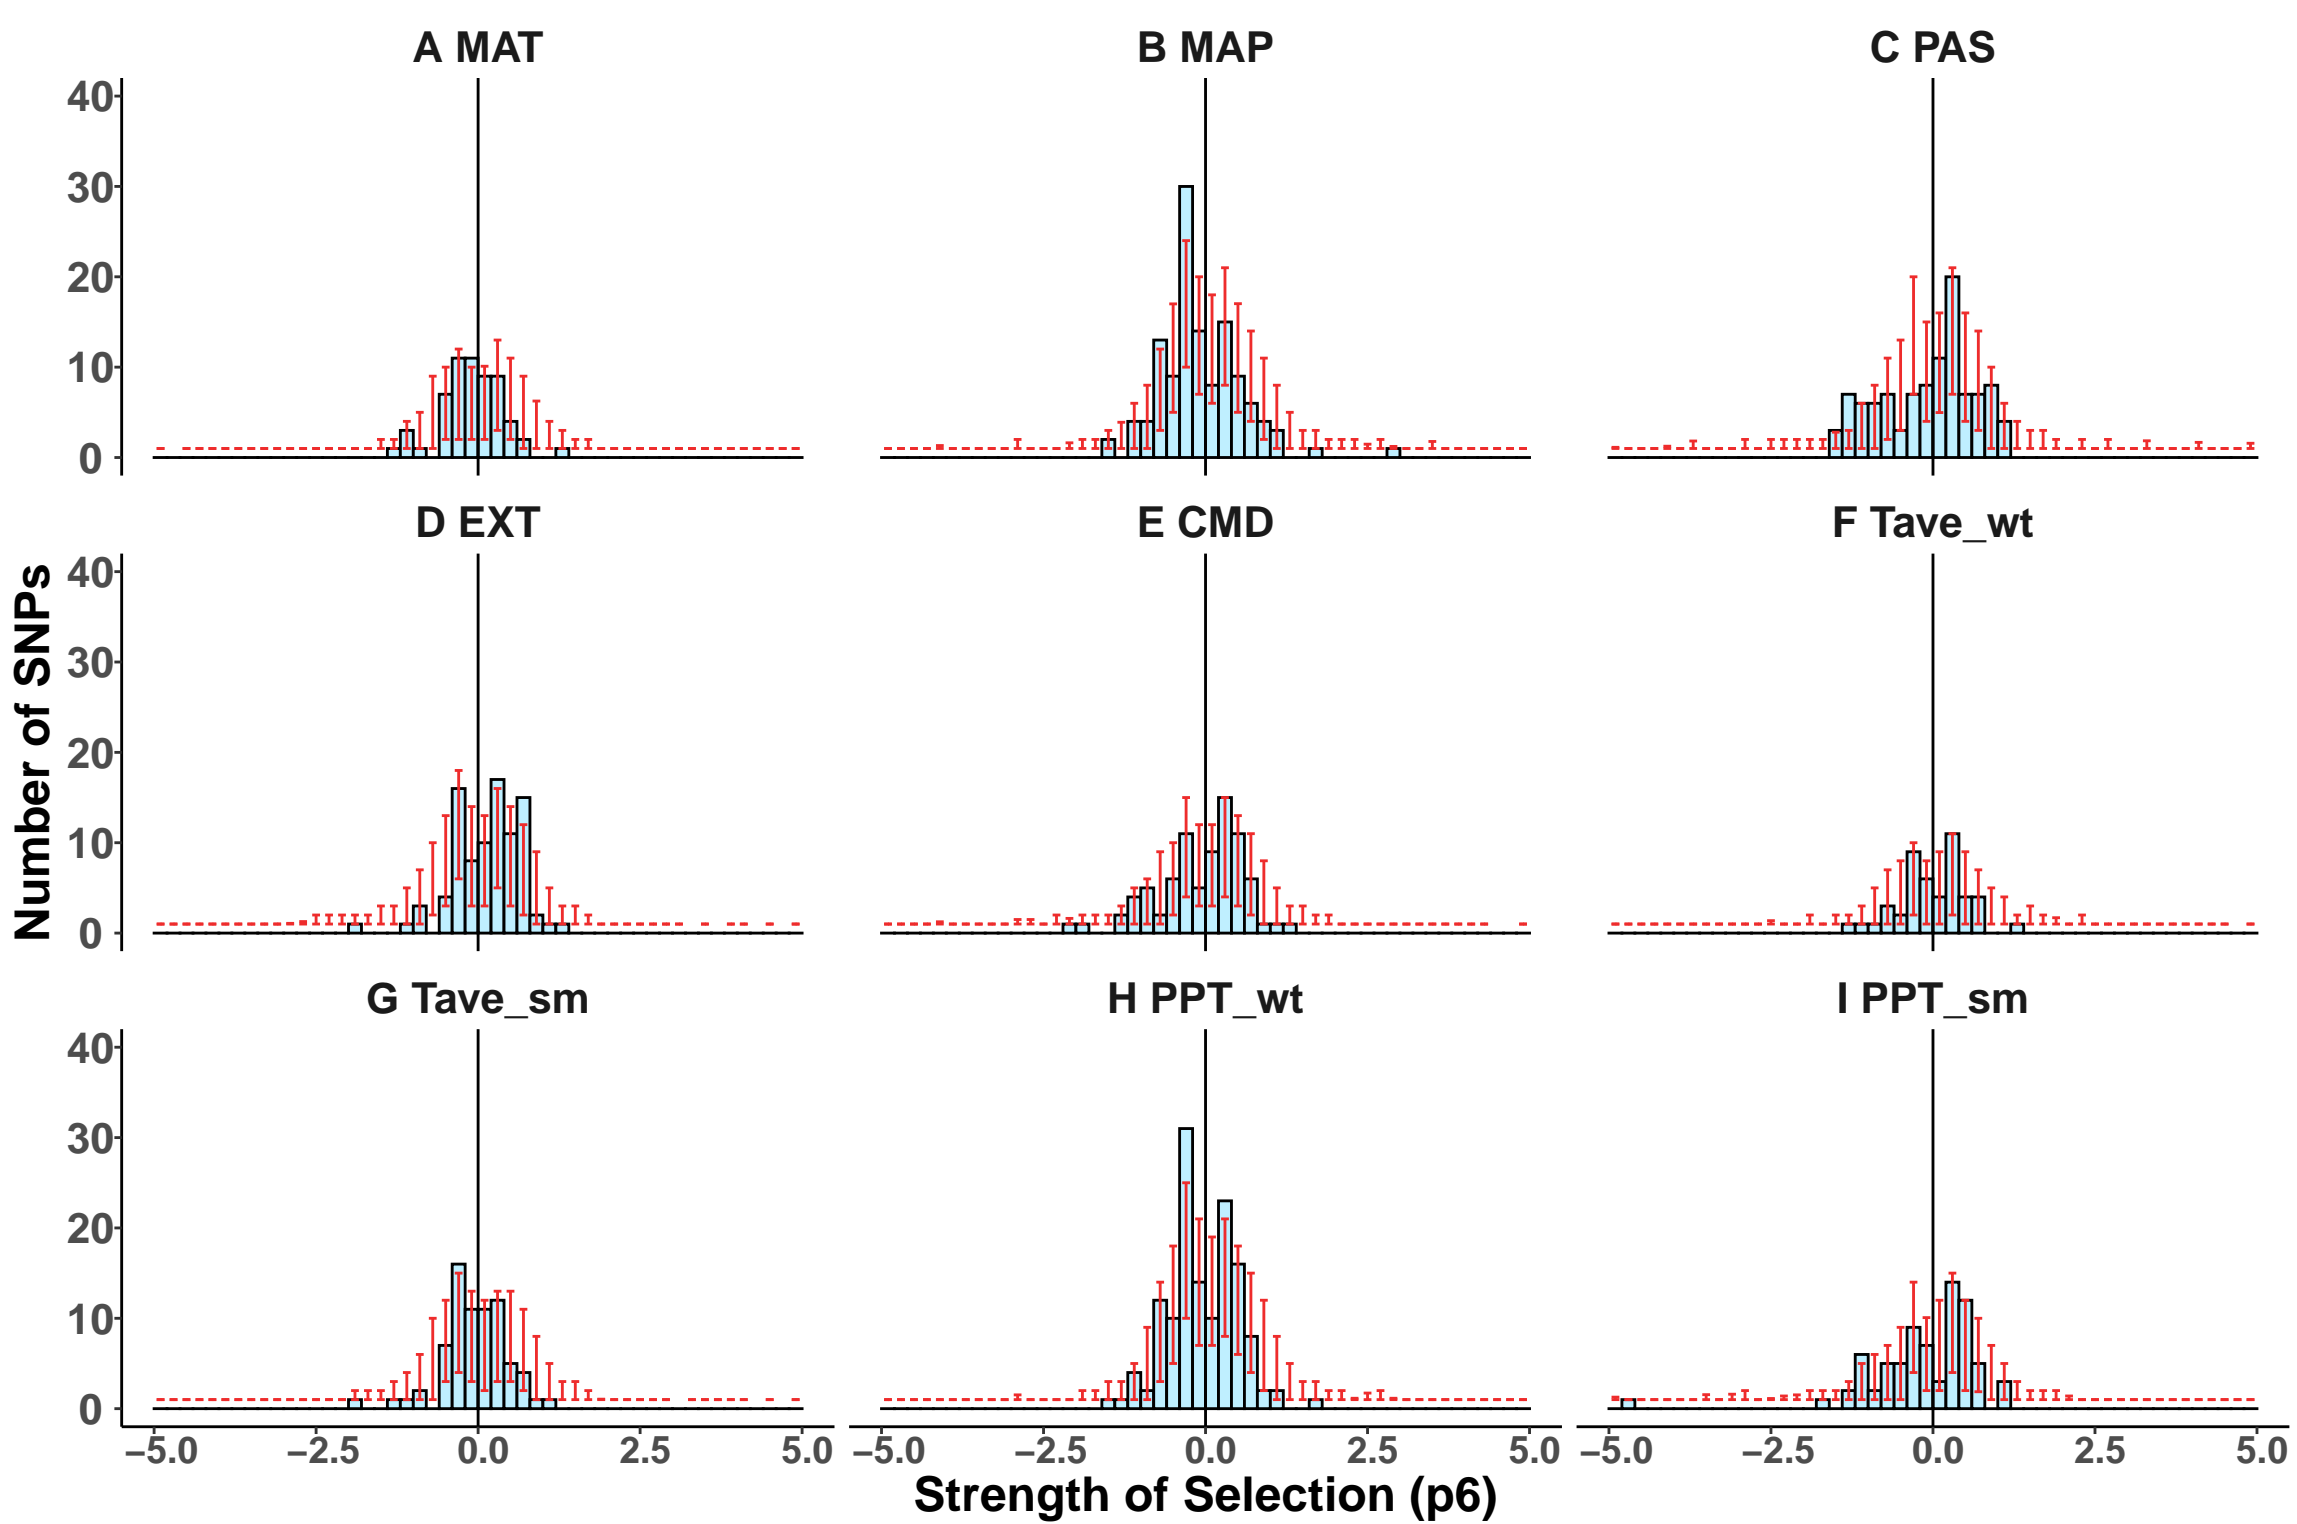 A MAT
B MAP
C PAS
40
30
20
10
0
D EXT
E CMD
F Tave_wt
40
30
20
10
0
Number of SNPs
G Tave_sm
H PPT_wt
I PPT_sm
40
30
20
10
0
−5.0 −2.5 0.0 2.5 5.0
−5.0 −2.5 0.0 2.5 5.0
−5.0 −2.5 0.0 2.5 5.0
Strength of Selection (p6)